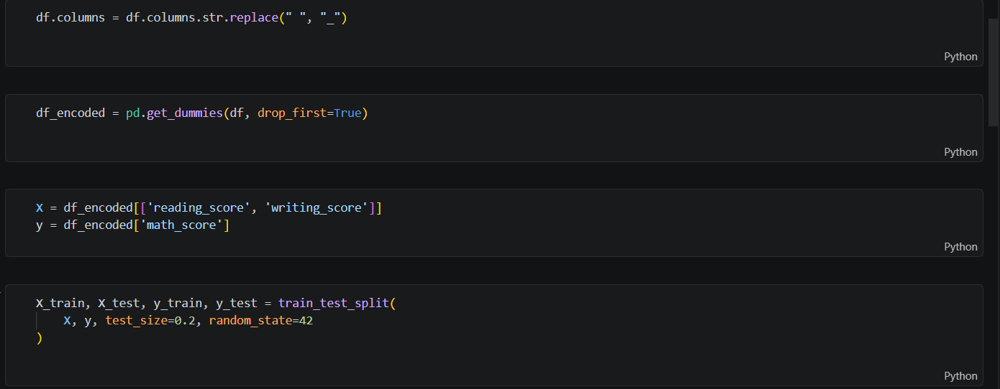 df.columns = df.columns.str.replace(" ", "_")
Python
df_encoded = pd.get_dummies(df, drop_first=True)
Python
X = df_encoded[['reading_score', 'writing_score']]
y = df_encoded['math_score']
Python
X_train, X_test, y_train, y_test = train_test_split(
    X, y, test_size=0.2, random_state=42
)
Python